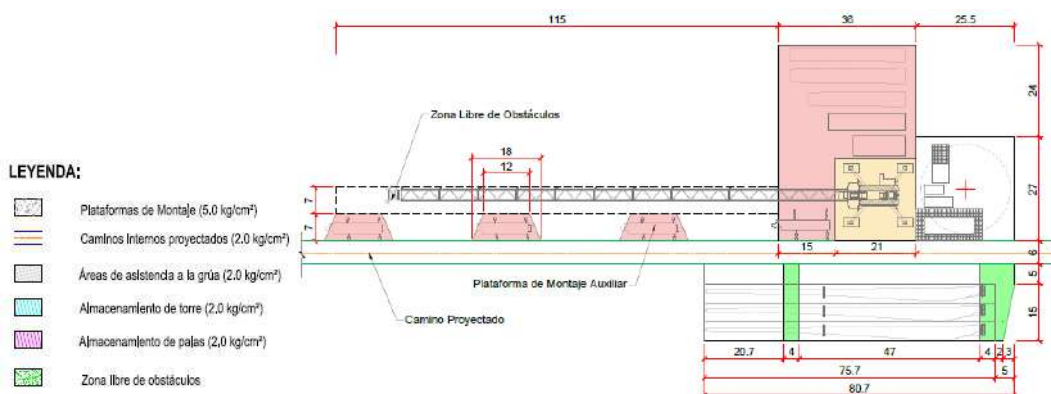 115
36
25.5
24
Zona Libre de Obstáculos
18
12
LEYENDA:
27
7
7
Plataformas de Montaje (5.0 kg/cm²)
Caminos Internos proyectados (2.0 kg/cm²)
15
21
6
Áreas de asistencia a la grúa (2.0 kg/cm²)
Plataforma de Montaje Auxiliar
5
Almacenamiento de torre (2.0 kg/cm²)
Camino Proyectado
15
Almacenamiento de palas (2,0 kg/cm²)
20.7
4
47
4
2
3
Zona libre de obstáculos
75.7
5
80.7